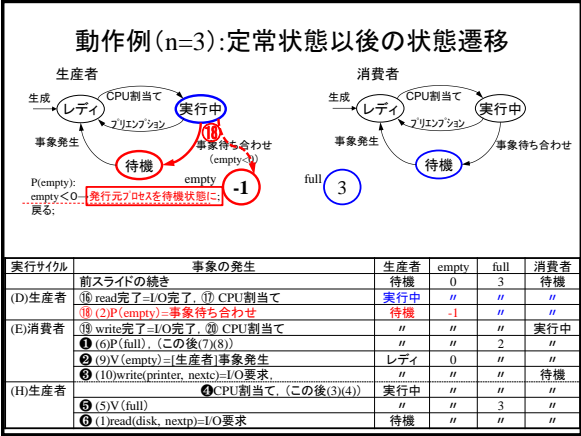 動作例(n=3):定常状態以後の状態遷移
生産者
生成
レディ
CPU割当て
プリエンプション
実行中
⑱
事象発生
待機
事象待ち合わせ
(empty<0)
P(empty):
empty<0→発行元プロセスを待機状態に;
戻る;
empty
-1
消費者
生成
レディ
CPU割当て
プリエンプション
実行中
事象発生
待機
事象待ち合わせ
full
3
実行サイクル 事象の発生 生産者 empty full 消費者
前スライドの続き 待機 0 3 待機
(D)生産者 ⑯ read完了=I/O完了, ⑰ CPU割当て 実行中 〃 〃 〃
⑱ (2)P(empty)=事象待ち合わせ 待機 -1 〃 〃
(E)消費者 ⑲ write完了=I/O完了, ⑳ CPU割当て 〃 〃 〃 実行中
❶ (6)P(full), (この後(7)(8)) 〃 〃 2 〃
❷ (9)V(empty)=[生産者]事象発生 レディ 0 〃 〃
❸ (10)write(printer, nextc)=I/O要求, 〃 〃 〃 待機
(H)生産者 ❹CPU割当て, (この後(3)(4)) 実行中 〃 〃 〃
❺ (5)V(full) 〃 〃 3 〃
❻ (1)read(disk, nextp)=I/O要求 待機 〃 〃 〃